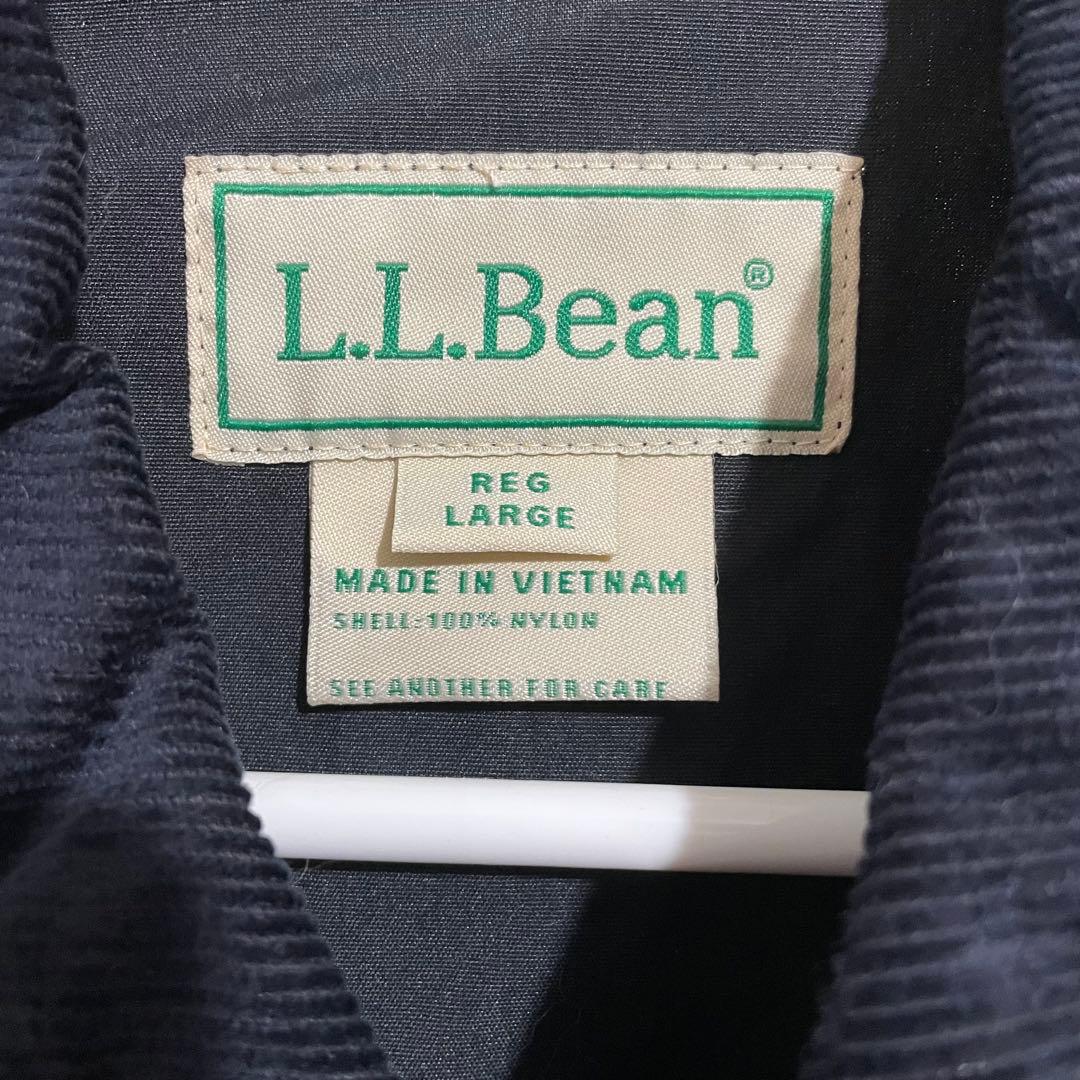 L.L.Bean®
REG
LARGE
MADE IN VIETNAM
SHELL: 100% NYLON
SEE ANOTHER FOR CARE